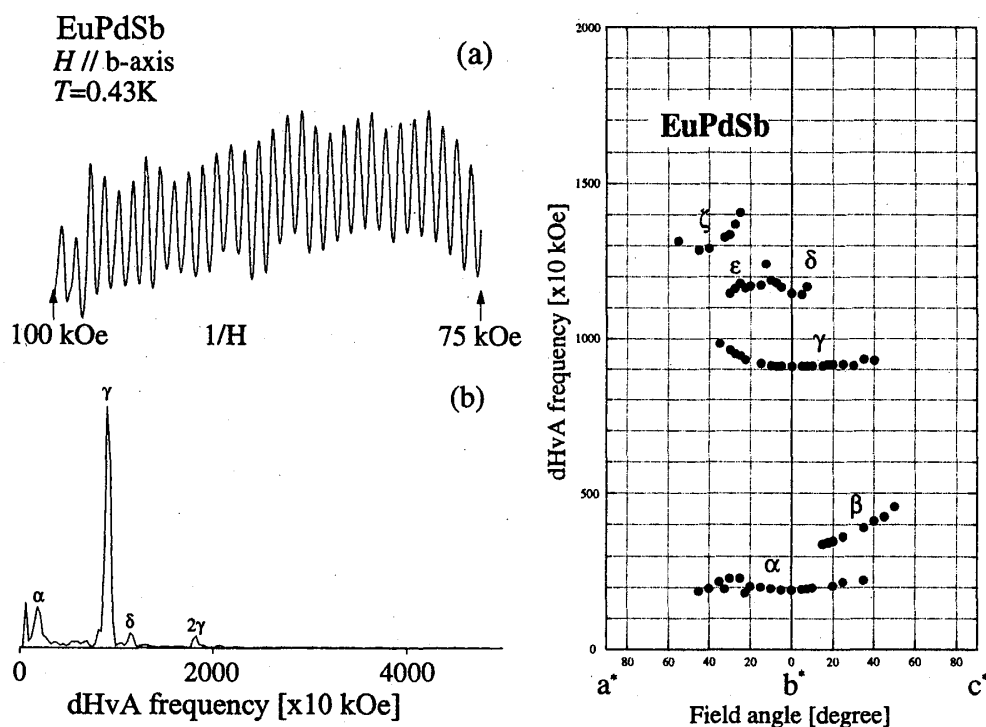 EuPdSb
H // b-axis
T=0.43K
(a)
100 kOe
1/H
75 kOe
(b)
α
γ
δ
2γ
0
2000
4000
dHvA frequency [x10 kOe]
2000
1500
1000
500
0
dHvA frequency [x10 kOe]
EuPdSb
ζ
ε
δ
γ
β
α
80 60 40 20 0 20 40 60 80
a* b* c*
Field angle [degree]